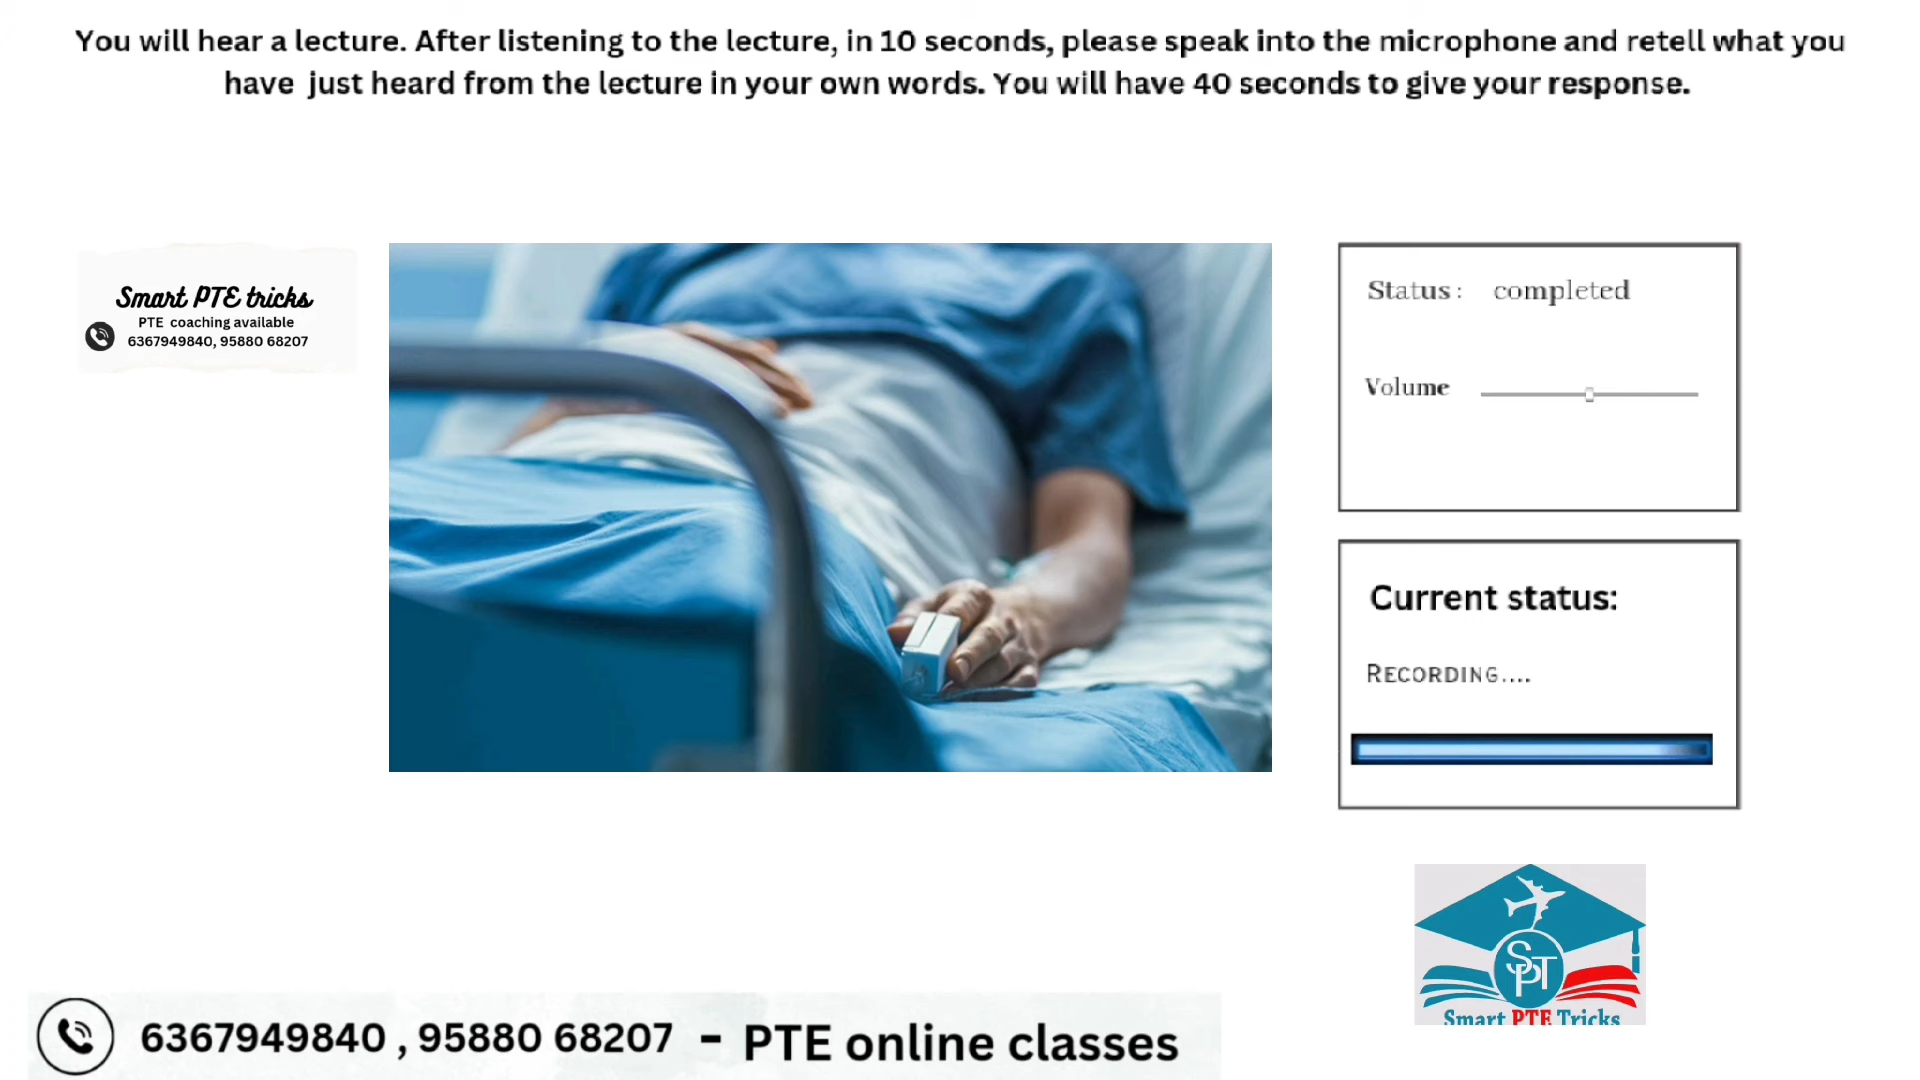 You will hear a lecture. After listening to the lecture, in 10 seconds, please speak into the microphone and retell what you
have just heard from the lecture in your own words. You will have 40 seconds to give your response.
Smart PTE tricks
PTE coaching available
6367949840, 95880 68207
Status : completed
Volume
Current status:
RECORDING....
SPT
Smart PTE Tricks
6367949840 , 95880 68207 - PTE online classes